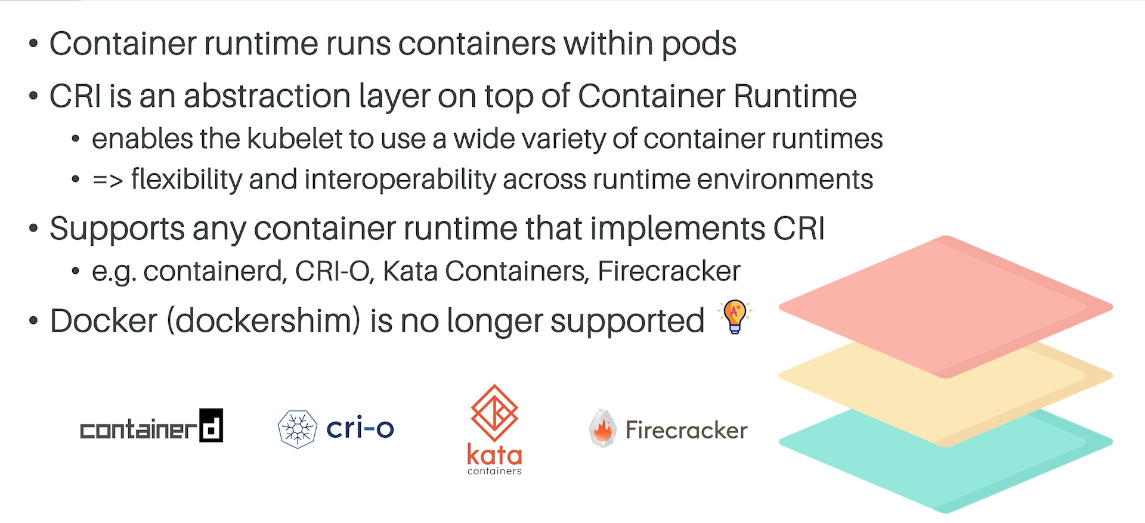 • Container runtime runs containers within pods
• CRI is an abstraction layer on top of Container Runtime
• enables the kubelet to use a wide variety of container runtimes
• => flexibility and interoperability across runtime environments
• Supports any container runtime that implements CRI
• e.g. containerd, CRI-O, Kata Containers, Firecracker
• Docker (dockershim) is no longer supported
A+
containerd
cri-o
kata
containers
Firecracker